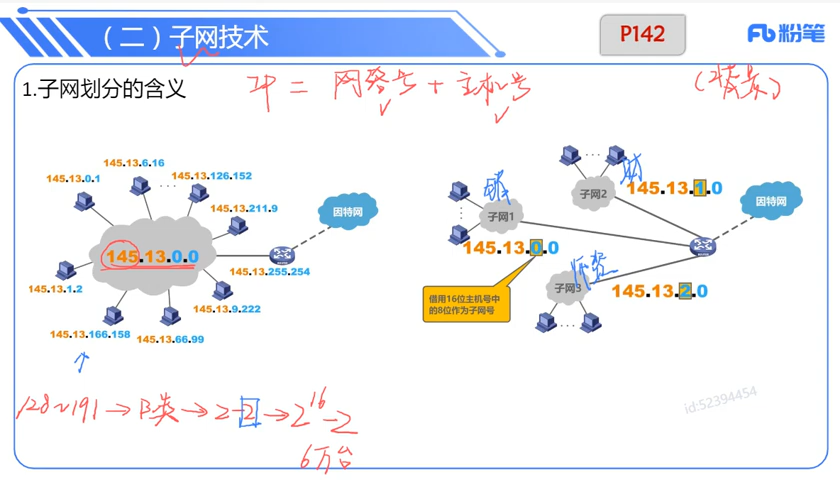 （二）子网技术
P142
粉笔
1.子网划分的含义
IP = 网络号 + 主机号
(背景)
145.13.0.1
145.13.6.16
145.13.126.152
145.13.211.9
145.13.0.0
因特网
145.13.255.254
145.13.1.2
145.13.9.222
145.13.166.158
145.13.66.99
子网1
145.13.0.0
借用16位主机号中
的8位作为子网号
财
子网2
145.13.1.0
子网3
145.13.2.0
因特网
128~191→B类→2-2→2^16-2
6万台
id:52394454